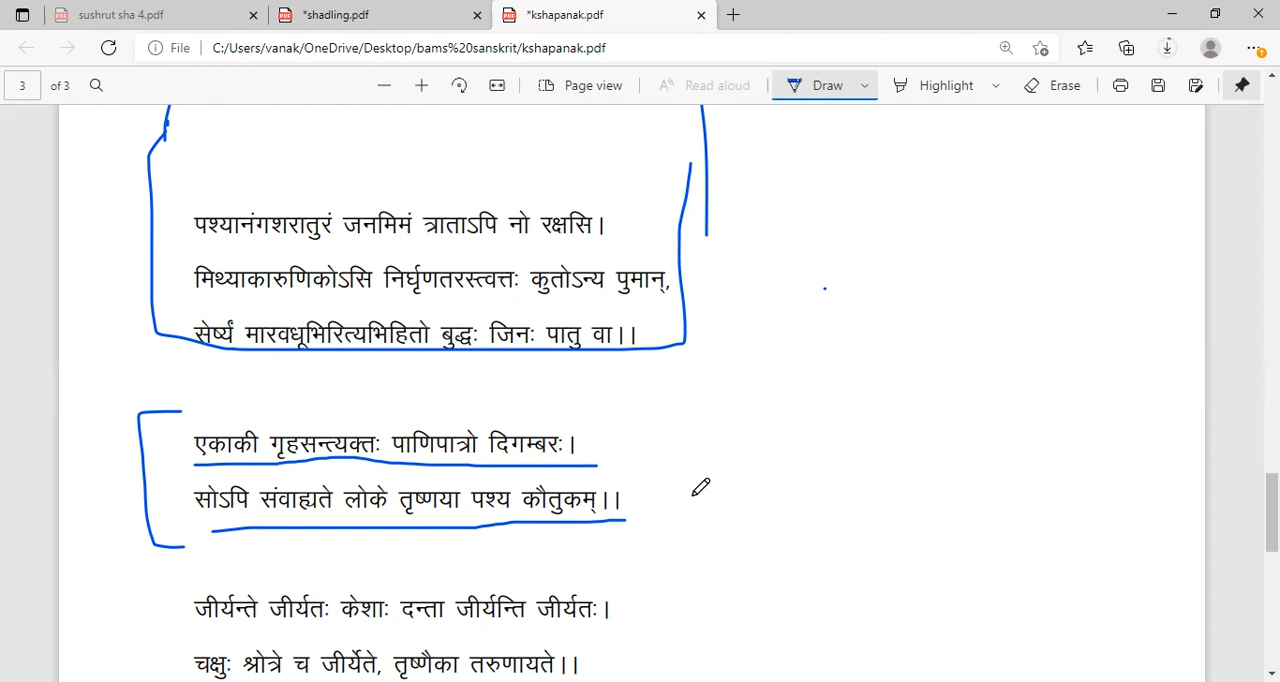 sushrut sha 4.pdf
*shadling.pdf
*kshapanak.pdf
File C:/Users/vanak/OneDrive/Desktop/bams%20sanskrit/kshapanak.pdf
3 of 3 Page view Read aloud Draw Highlight Erase
पश्यानंगशरातुरं जनमिमं त्राताऽपि नो रक्षसि।
मिथ्याकारुणिकोऽसि निर्घृणतरस्त्वत्तः कुतोऽन्य पुमान्,
सेर्ष्यं मारवधूभिरित्यभिहितो बुद्धः जिनः पातु वा।।
एकाकी गृहसन्त्यक्तः पाणिपात्रो दिगम्बरः।
सोऽपि संवाह्यते लोके तृष्णया पश्य कौतुकम्।।
जीर्यन्ते जीर्यतः केशाः दन्ता जीर्यन्ति जीर्यतः।
चक्षुः श्रोत्रे च जीर्येते, तृष्णैका तरुणायते।।